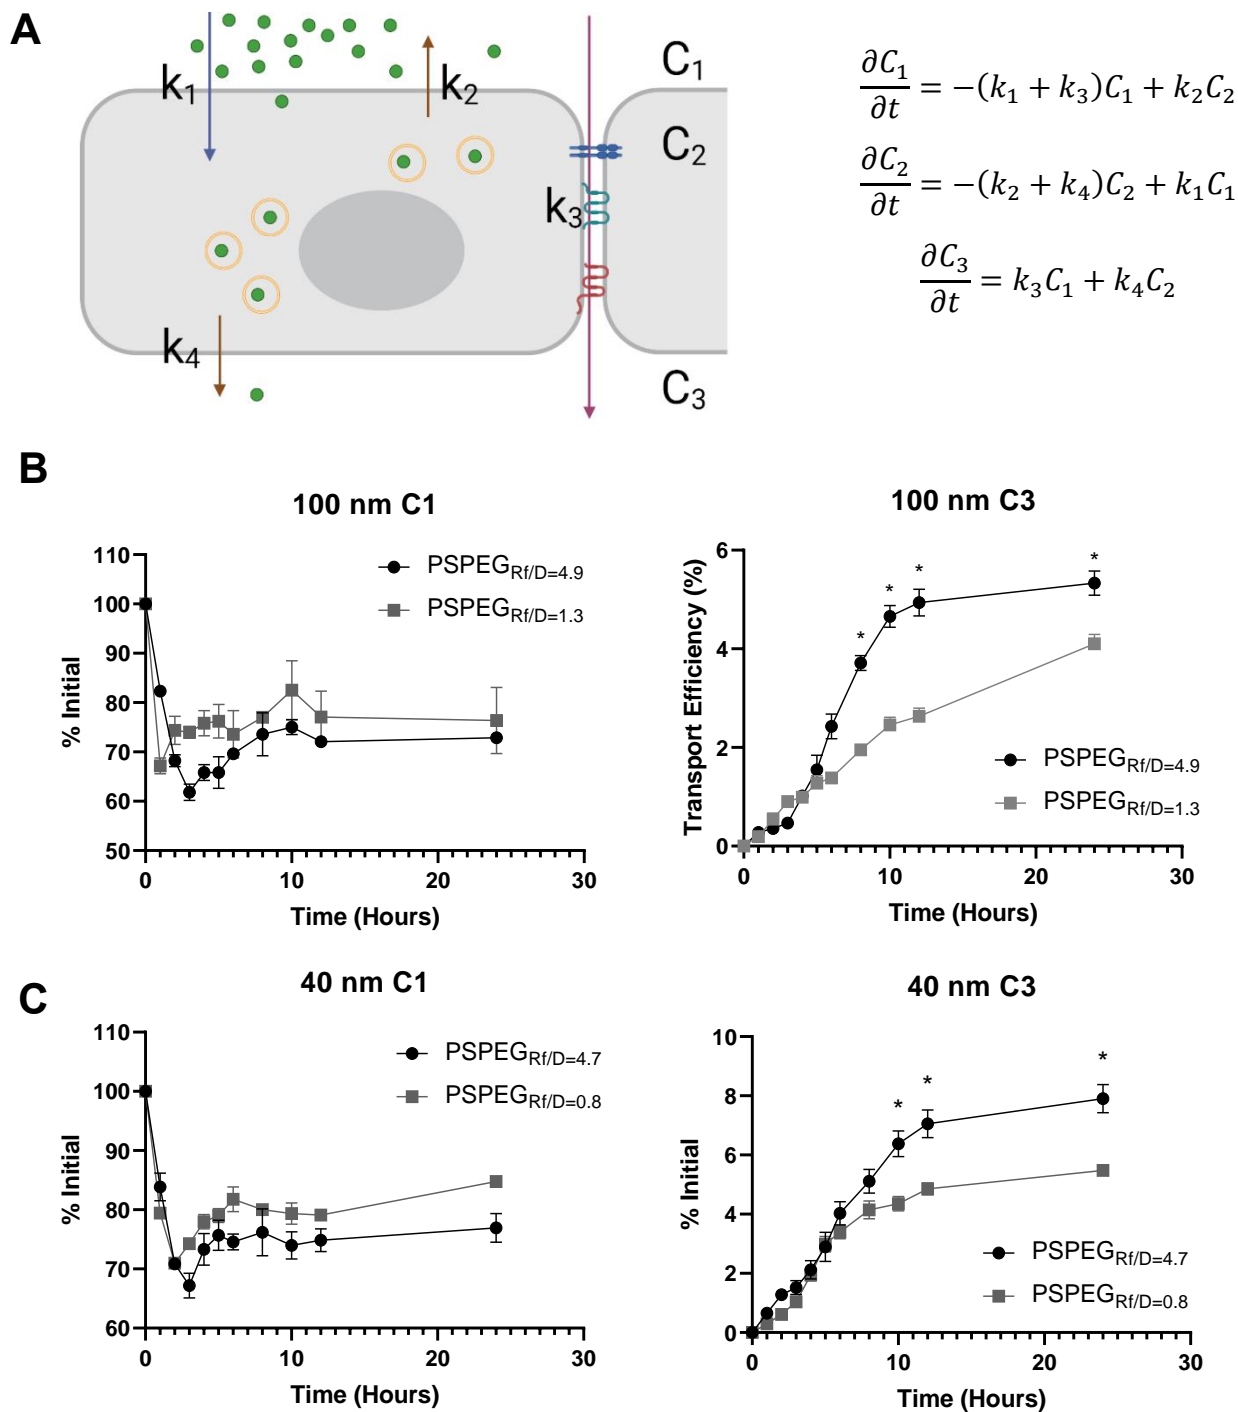 A
k1
k2
k3
k4
C1
C2
C3
∂C1/∂t = −(k1 + k3)C1 + k2C2
∂C2/∂t = −(k2 + k4)C2 + k1C1
∂C3/∂t = k3C1 + k4C2
B
100 nm C1
110
100
90
80
70
60
50
% Initial
0 10 20 30
Time (Hours)
PSPEGRf/D=4.9
PSPEGRf/D=1.3
100 nm C3
6
4
2
0
Transport Efficiency (%)
* * * *
0 10 20 30
Time (Hours)
PSPEGRf/D=4.9
PSPEGRf/D=1.3
C
40 nm C1
110
100
90
80
70
60
% Initial
0 10 20 30
Time (Hours)
PSPEGRf/D=4.7
PSPEGRf/D=0.8
40 nm C3
10
8
6
4
2
0
% Initial
* * *
0 10 20 30
Time (Hours)
PSPEGRf/D=4.7
PSPEGRf/D=0.8